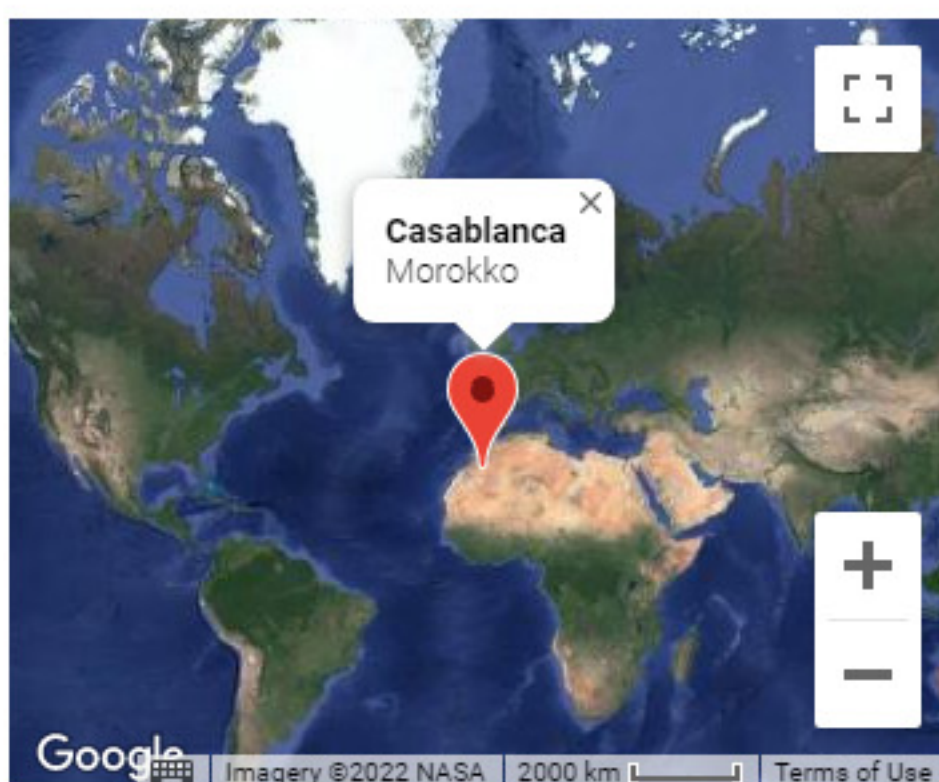 Casablanca
Morokko
Google
Imagery ©2022 NASA
2000 km
Terms of Use